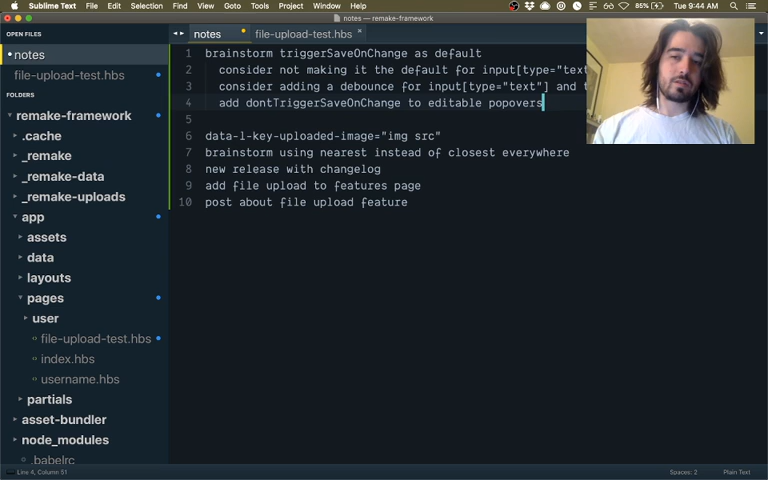 Sublime Text File Edit Selection Find View Goto Tools Project Window Help 85% Tue 9:44 AM
notes — remake-framework
OPEN FILES
notes
file-upload-test.hbs
FOLDERS
remake-framework
.cache
_remake
_remake-data
_remake-uploads
app
assets
data
layouts
pages
user
file-upload-test.hbs
index.hbs
username.hbs
partials
asset-bundler
node_modules
.babelrc
notes file-upload-test.hbs
1 brainstorm triggerSaveOnChange as default
2 consider not making it the default for input[type="text
3 consider adding a debounce for input[type="text"] and t
4 add dontTriggerSaveOnChange to editable popovers
5
6 data-l-key-uploaded-image="img src"
7 brainstorm using nearest instead of closest everywhere
8 new release with changelog
9 add file upload to features page
10 post about file upload feature
Line 4, Column 51 Spaces: 2 Plain Text